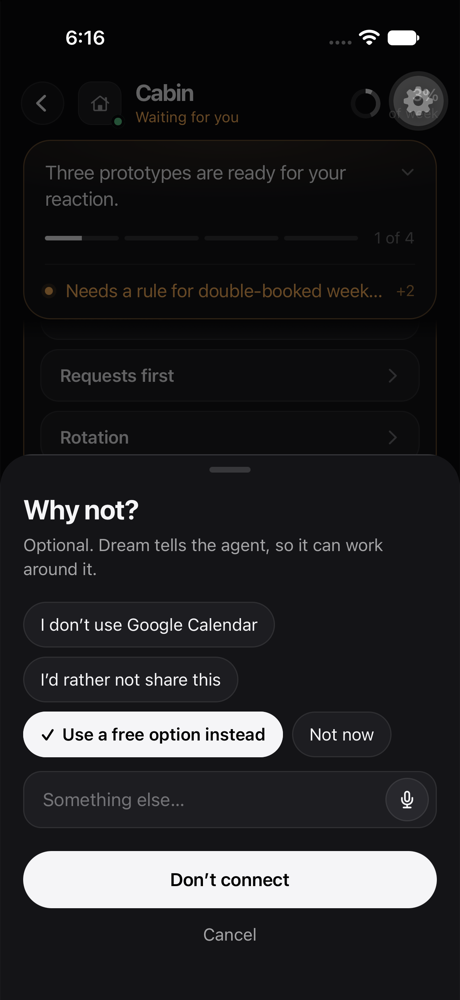 6:16
Cabin
Waiting for you
Three prototypes are ready for your
reaction.
1 of 4
Needs a rule for double-booked week...
+2
Requests first
Rotation
Why not?
Optional. Dream tells the agent, so it can work
around it.
I don’t use Google Calendar
I’d rather not share this
✓ Use a free option instead
Not now
Something else...
Don’t connect
Cancel